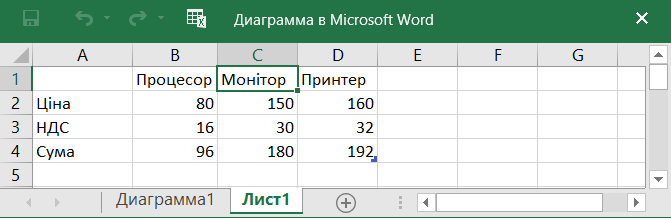 Диаграмма в Microsoft Word
A B C D E F G
1 Процесор Монітор Принтер
2 Ціна 80 150 160
3 НДС 16 30 32
4 Сума 96 180 192
5
Диаграмма1 Лист1